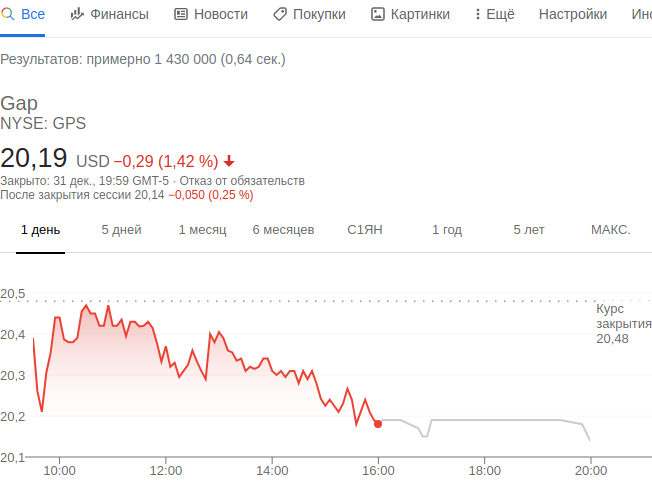 Все Финансы Новости Покупки Картинки Ещё Настройки Инс
Результатов: примерно 1 430 000 (0,64 сек.)
Gap
NYSE: GPS
20,19 USD −0,29 (1,42 %)
Закрыто: 31 дек., 19:59 GMT-5 · Отказ от обязательств
После закрытия сессии 20,14 −0,050 (0,25 %)
1 день 5 дней 1 месяц 6 месяцев С1ЯН 1 год 5 лет МАКС.
20,5
Курс
закрытия
20,48
20,4
20,3
20,2
20,1
10:00 12:00 14:00 16:00 18:00 20:00